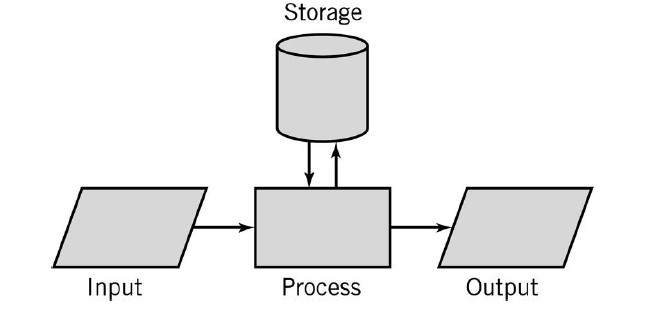 Storage
Input
Process
Output